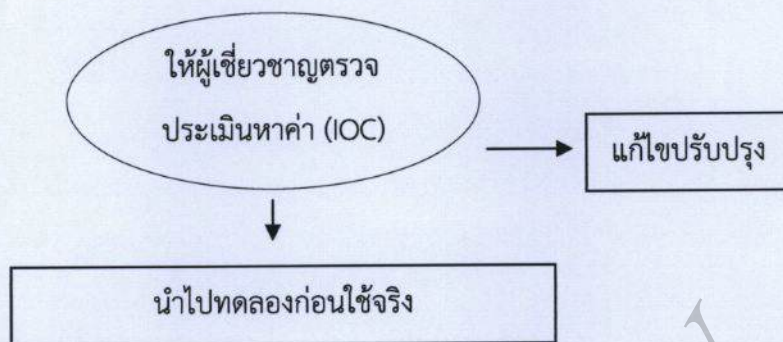 ให้ผู้เชี่ยวชาญตรวจ
ประเมินหาค่า (IOC)
แก้ไขปรับปรุง
นำไปทดลองก่อนใช้จริง